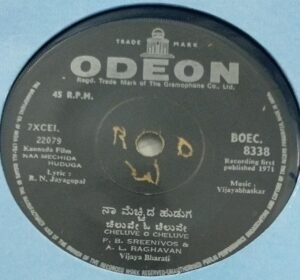 TRADE MARK
ODEON
Regd. Trade Mark of The Gramophone Co. Ltd.
45 R.P.M.
7XCEI.
22079
Kannada Film
NAA MECHIDA
HUDUGA
Lyric :
R. N. Jayagopal
R D
W
BOEC.
8338
Recording first
published 1971
Music :
Vijayabhaskar
ನಾ ಮೆಚ್ಚಿದ ಹುಡುಗ
ಚೆಲುವೇ ಓ ಚೆಲುವೇ
CHELUVE O CHELUVE
P. B. SREENIVOS &
A. L. RAGHAVAN
Vijaya Bharati